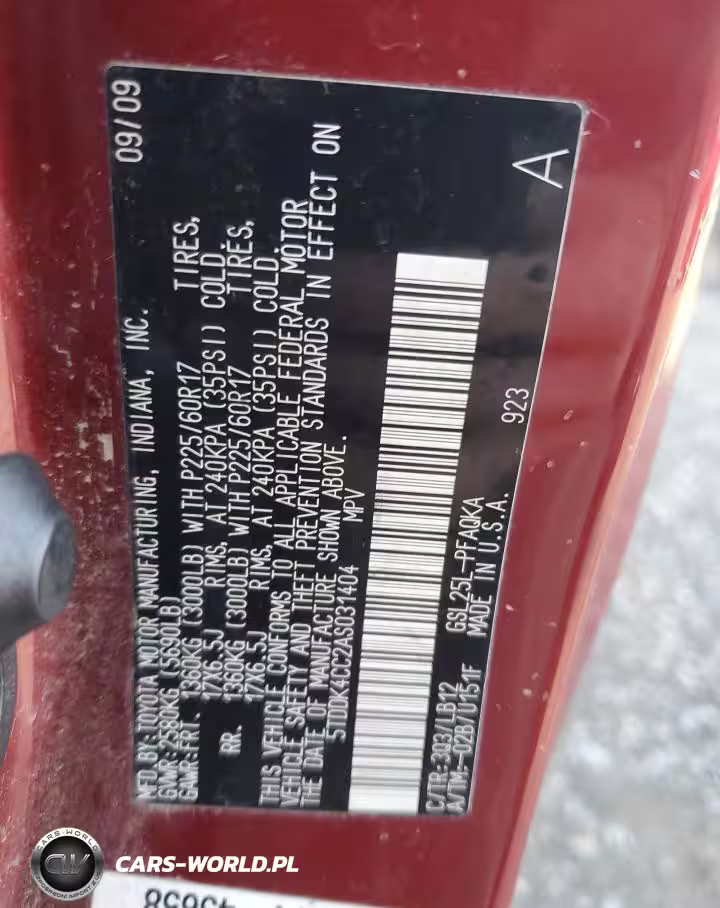 MFD.BY:TOYOTA MOTOR MANUFACTURING, INDIANA, INC. 09/09
GVWR:2580KG (5690LB)
GAWR:FRT. 1360KG (3000LB) WITH P225/60R17 TIRES,
17X6.5J RIMS, AT 240KPA (35PSI) COLD.
RR. 1360KG (3000LB) WITH P225/60R17 TIRES,
17X6.5J RIMS, AT 240KPA (35PSI) COLD.
THIS VEHICLE CONFORMS TO ALL APPLICABLE FEDERAL MOTOR
VEHICLE SAFETY AND THEFT PREVENTION STANDARDS IN EFFECT ON
THE DATE OF MANUFACTURE SHOWN ABOVE.
5TDDK4CC2AS031404 MPV
C/TR:3Q3/LB12 GSL25L-PFAQKA
A/TM:-02B/U151F MADE IN U.S.A. 923
A
CARS-WORLD
CW
CARS-WORLD.PL